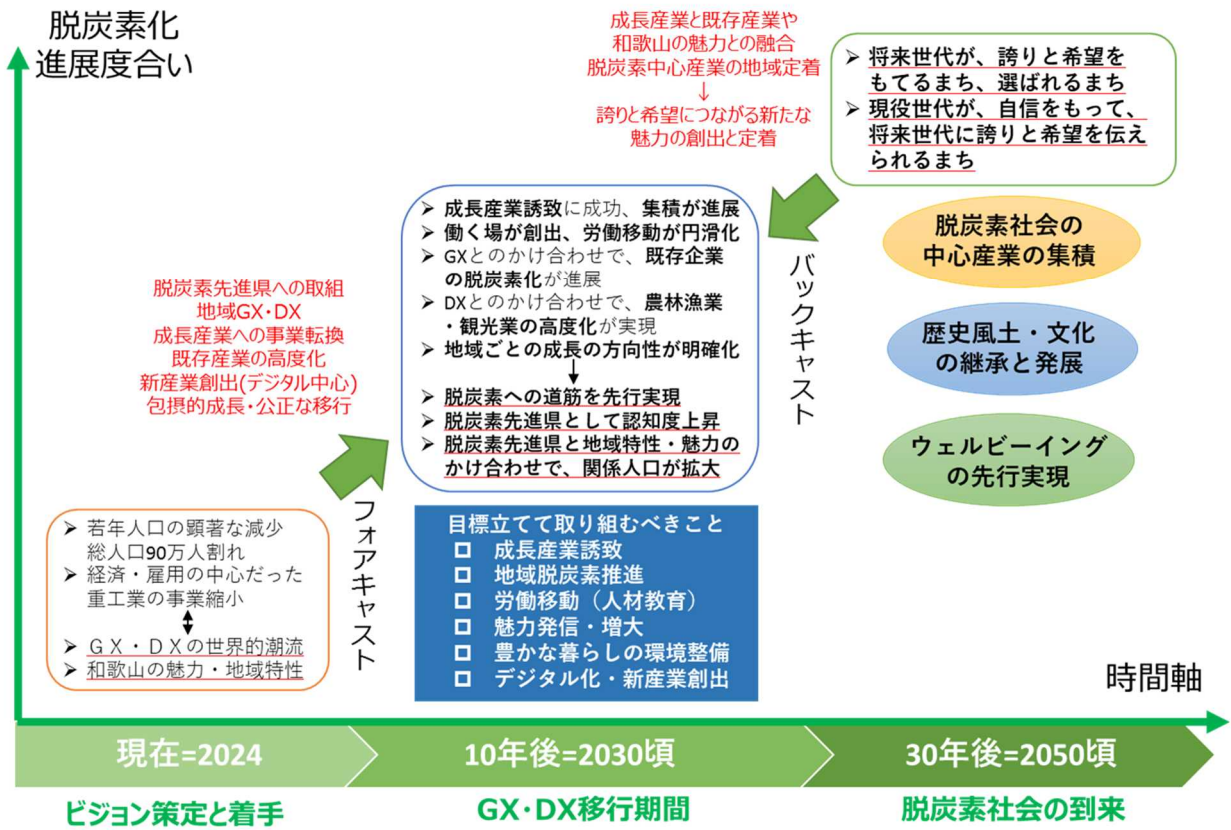 脱炭素化
進展度合い
成長産業と既存産業や
和歌山の魅力との融合
脱炭素中心産業の地域定着
↓
誇りと希望につながる新たな
魅力の創出と定着
➢ 将来世代が、誇りと希望を
もてるまち、選ばれるまち
➢ 現役世代が、自信をもって、
将来世代に誇りと希望を伝え
られるまち
脱炭素社会の
中心産業の集積
歴史風土・文化
の継承と発展
ウェルビーイング
の先行実現
バックキャスト
➢ 成長産業誘致に成功、集積が進展
➢ 働く場が創出、労働移動が円滑化
➢ GXとのかけ合わせで、既存企業
の脱炭素化が進展
➢ DXとのかけ合わせで、農林漁業
・観光業の高度化が実現
➢ 地域ごとの成長の方向性が明確化
➢ 脱炭素への道筋を先行実現
➢ 脱炭素先進県として認知度上昇
➢ 脱炭素先進県と地域特性・魅力の
かけ合わせで、関係人口が拡大
脱炭素先進県への取組
地域GX・DX
成長産業への事業転換
既存産業の高度化
新産業創出(デジタル中心)
包摂的成長・公正な移行
フォアキャスト
➢ 若年人口の顕著な減少
総人口90万人割れ
➢ 経済・雇用の中心だった
重工業の事業縮小
➢ ＧＸ・ＤＸの世界的潮流
➢ 和歌山の魅力・地域特性
目標立てて取り組むべきこと
□ 成長産業誘致
□ 地域脱炭素推進
□ 労働移動（人材教育）
□ 魅力発信・増大
□ 豊かな暮らしの環境整備
□ デジタル化・新産業創出
時間軸
現在=2024
10年後=2030頃
30年後=2050頃
ビジョン策定と着手
GX・DX移行期間
脱炭素社会の到来